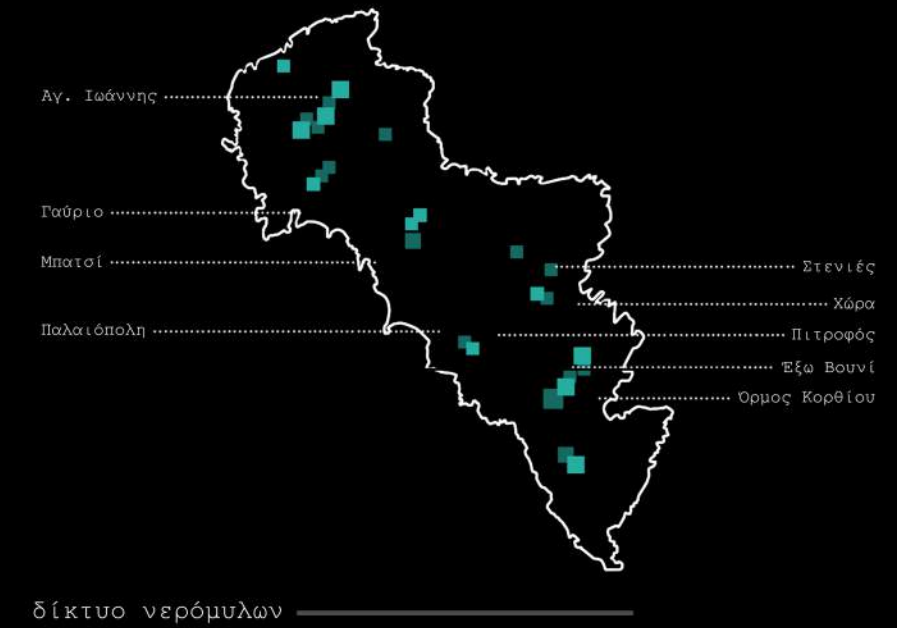 Αγ. Ιωάννης
Γαύριο
Μπατσί
Παλαιόπολη
Στενιές
Χώρα
Πιτροφός
Έξω Βουνί
Όρμος Κορθίου
δίκτυο νερόμυλων